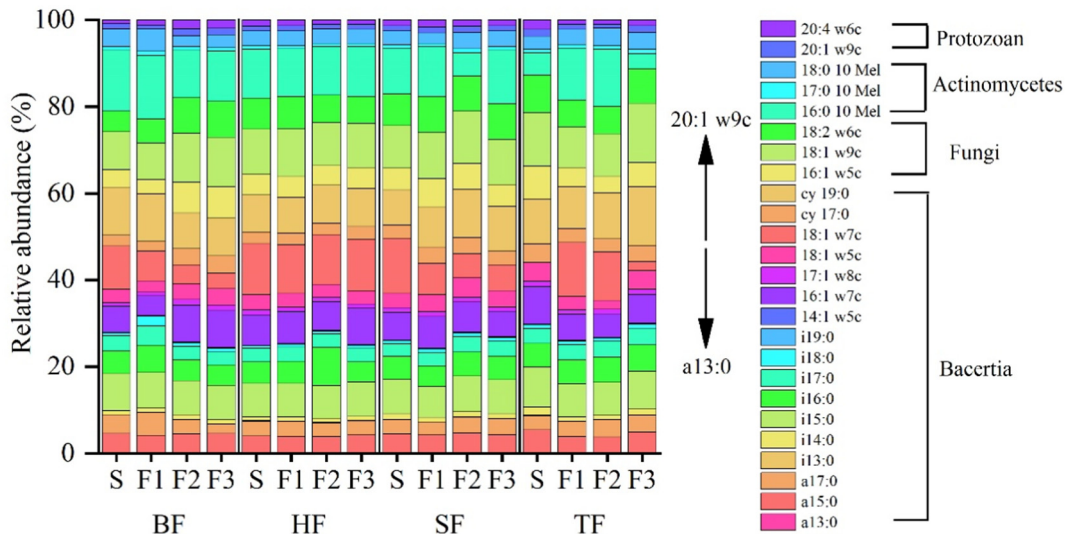 Relative abundance (%)
100
80
60
40
20
0
S F1 F2 F3 S F1 F2 F3 S F1 F2 F3 S F1 F2 F3
BF HF SF TF
20:1 w9c
a13:0
20:4 w6c
20:1 w9c
18:0 10 Mel
17:0 10 Mel
16:0 10 Mel
18:2 w6c
18:1 w9c
16:1 w5c
cy 19:0
cy 17:0
18:1 w7c
18:1 w5c
17:1 w8c
16:1 w7c
14:1 w5c
i19:0
i18:0
i17:0
i16:0
i15:0
i14:0
i13:0
a17:0
a15:0
a13:0
Protozoan
Actinomycetes
Fungi
Bacertia